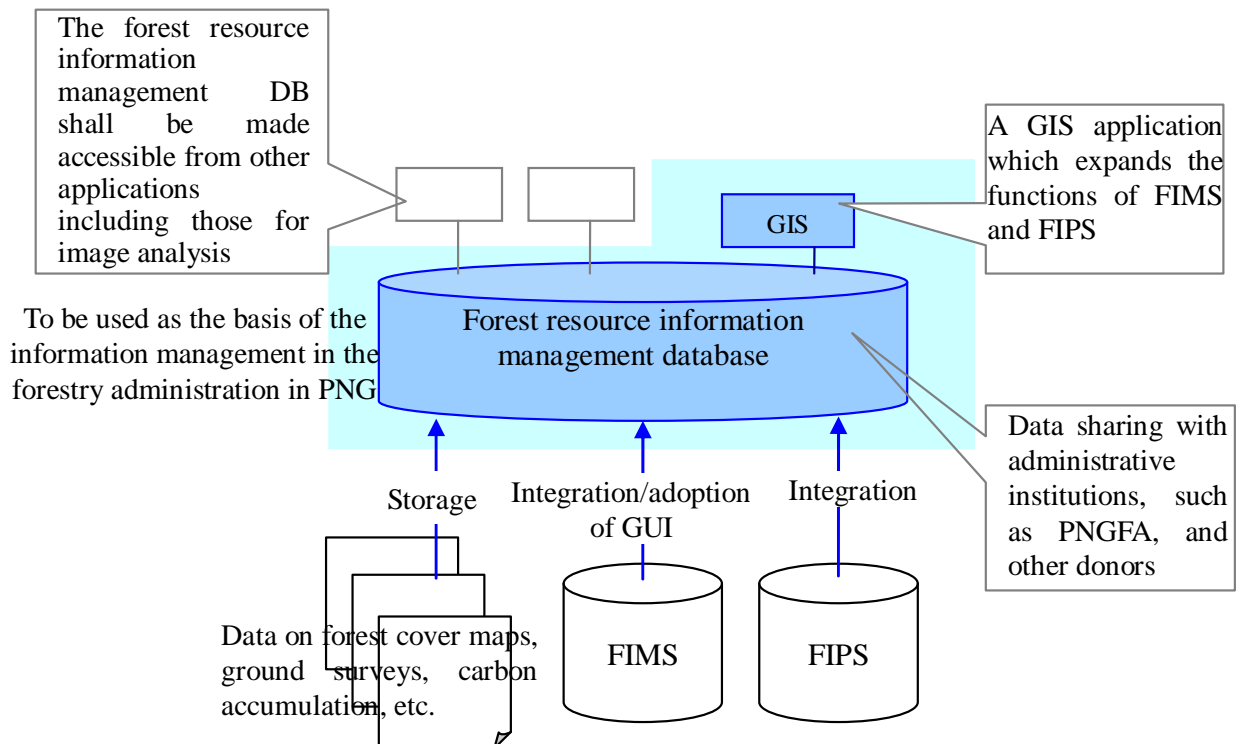 The forest resource
information
management DB
shall be made
accessible from other
applications
including those for
image analysis
A GIS application
which expands the
functions of FIMS
and FIPS
GIS
To be used as the basis of the
information management in the
forestry administration in PNG
Forest resource information
management database
Data sharing with
administrative
institutions, such
as PNGFA, and
other donors
Storage
Integration/adoption
of GUI
Integration
Data on forest cover maps,
ground surveys, carbon
accumulation, etc.
FIMS
FIPS